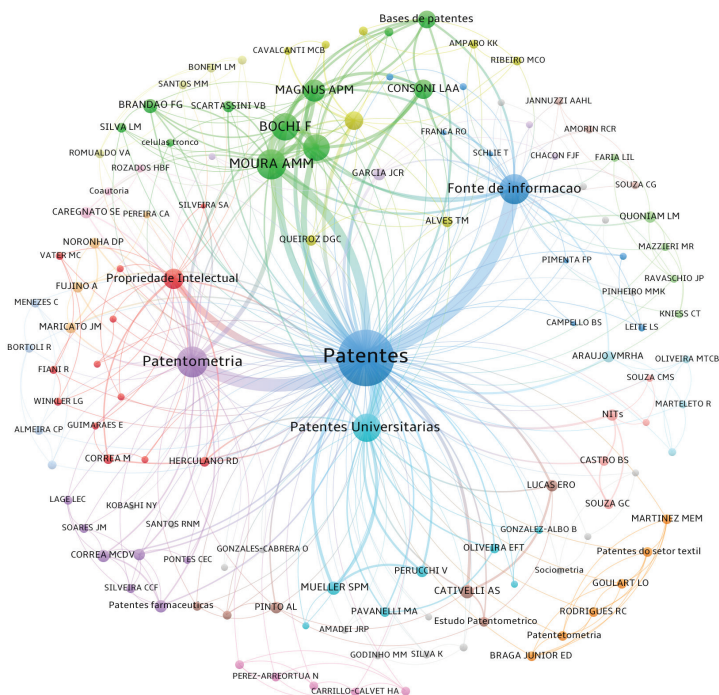 Bases de patentes
CAVALCANTI MCB
AMPARO KK
RIBEIRO MCO
BONFIM LM
SANTOS MM
MAGNUS APM
CONSONI LAA
BRANDAO FG
SCARTASSINI VB
JANNUZZI AAHL
SILVA LM
BOCHI F
FRANCA RO
AMORIN RCR
celulas tronco
SCHLIE T
CHACON FJF
FARIA LIL
ROMUALDO VA
MOURA AMM
ROZADOS HBF
GARCIA JCR
Fonte de informacao
SOUZA CG
Coautoria
CAREGNATO SE
PEREIRA CA
SILVEIRA SA
ALVES TM
QUONIAM LM
NORONHA DP
QUEIROZ DGC
VATER MC
MAZZIERI MR
PIMENTA FP
Propriedade Intelectual
FUJINO A
PINHEIRO MMK
RAVASCHIO JP
MENEZES C
CAMPELLO BS
LEITE LS
KNIESS CT
MARICATO JM
BORTOLI R
Patentometria
Patentes
ARAUJO VMRHA
OLIVEIRA MTCB
FIANI R
SOUZA CMS
WINKLER LG
MARTELETO R
ALMEIRA CP
GUIMARAES E
Patentes Universitarias
NITs
CORREA M
HERCULANO RD
CASTRO BS
LUCAS ERO
LAGE LEC
KOBASHI NY
SOUZA GC
MARTINEZ MEM
SOARES JM
SANTOS RNM
GONZALEZ-ALBO B
CORREA MCDV
PONTES CEC
GONZALES-CABRERA O
OLIVEIRA EFT
Patentes do setor textil
PERUCCHI V
Sociometria
SILVEIRA CCF
MUELLER SPM
CATIVELLI AS
GOULART LO
Patentes farmaceuticas
PINTO AL
PAVANELLI MA
RODRIGUES RC
AMADEI JRP
Estudo Patentometrico
Patentetometria
GODINHO MM
SILVA K
BRAGA JUNIOR ED
PEREZ-ARREORTUA N
CARRILLO-CALVET HA